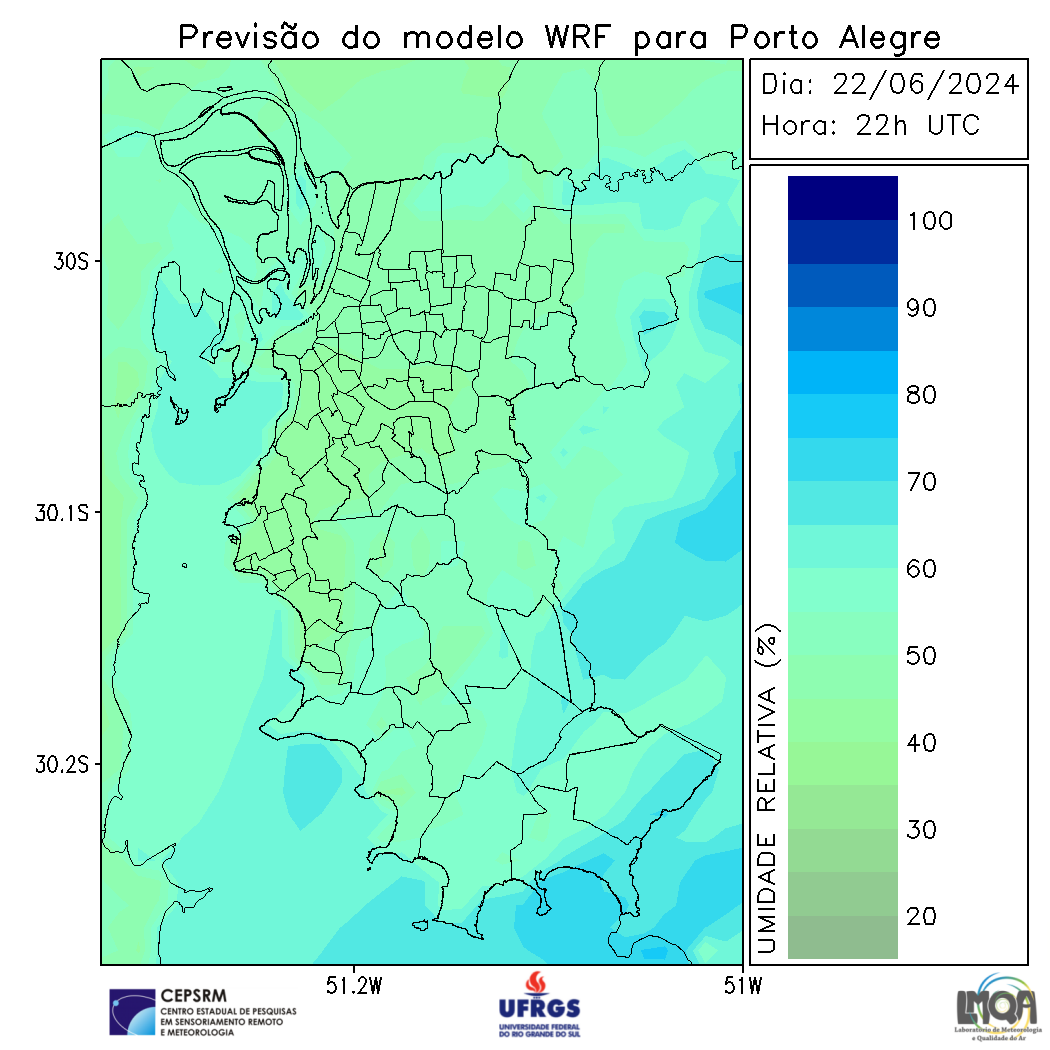 Previsão do modelo WRF para Porto Alegre
Dia: 22/06/2024
Hora: 22h UTC
30S
30.1S
30.2S
51.2W
51W
UMIDADE RELATIVA (%)
100
90
80
70
60
50
40
30
20
CEPSRM
CENTRO ESTADUAL DE PESQUISAS
EM SENSORIAMENTO REMOTO
E METEOROLOGIA
UFRGS
UNIVERSIDADE FEDERAL
DO RIO GRANDE DO SUL
LMQA
Laboratório de Meteorologia
e Qualidade do Ar